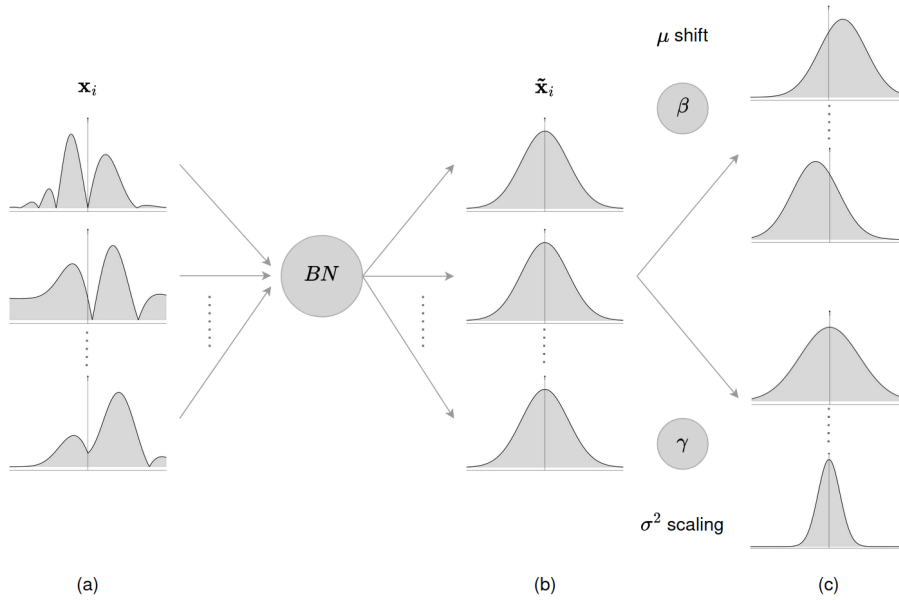 μ shift
𝐱ᵢ
𝐱̃ᵢ
β
BN
γ
σ² scaling
(a)
(b)
(c)